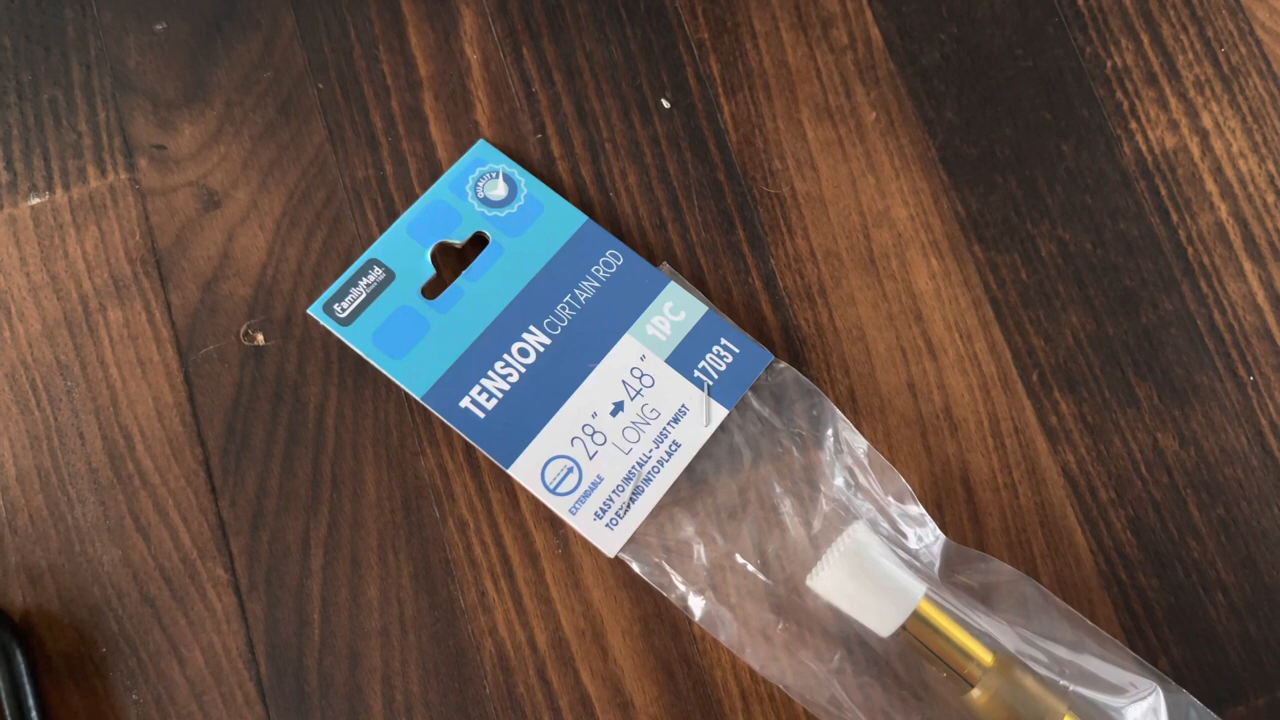 FamilyMaid
QUALITY
TENSION CURTAIN ROD
1PC
17031
28" 48"
LONG
EXTENDABLE
•EASY TO INSTALL- JUST TWIST
TO EXPAND INTO PLACE